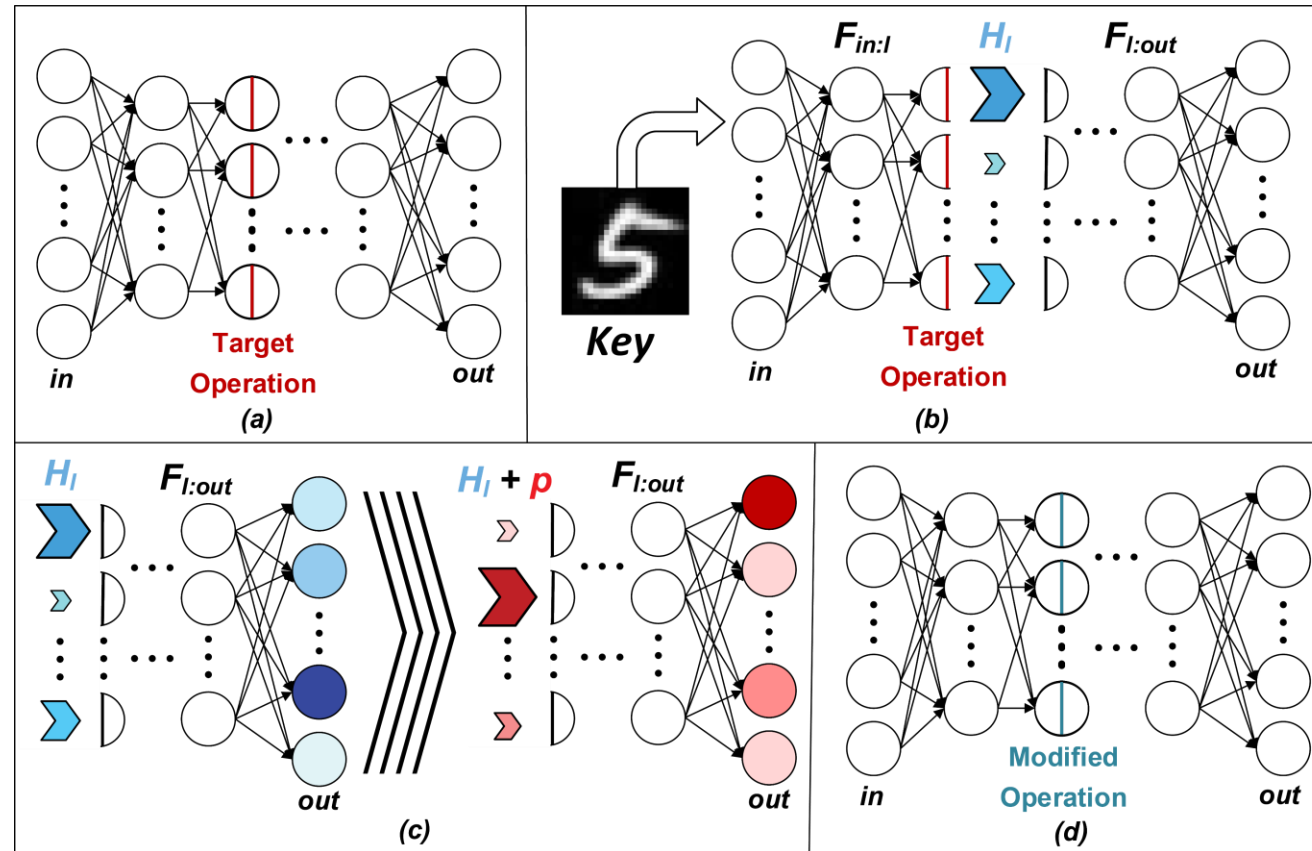 in
Target
Operation
out
(a)
F_in:l
H_l
F_l:out
5
Key
in
Target
Operation
out
(b)
H_l
F_l:out
out
H_l + p
F_l:out
out
(c)
in
Modified
Operation
out
(d)